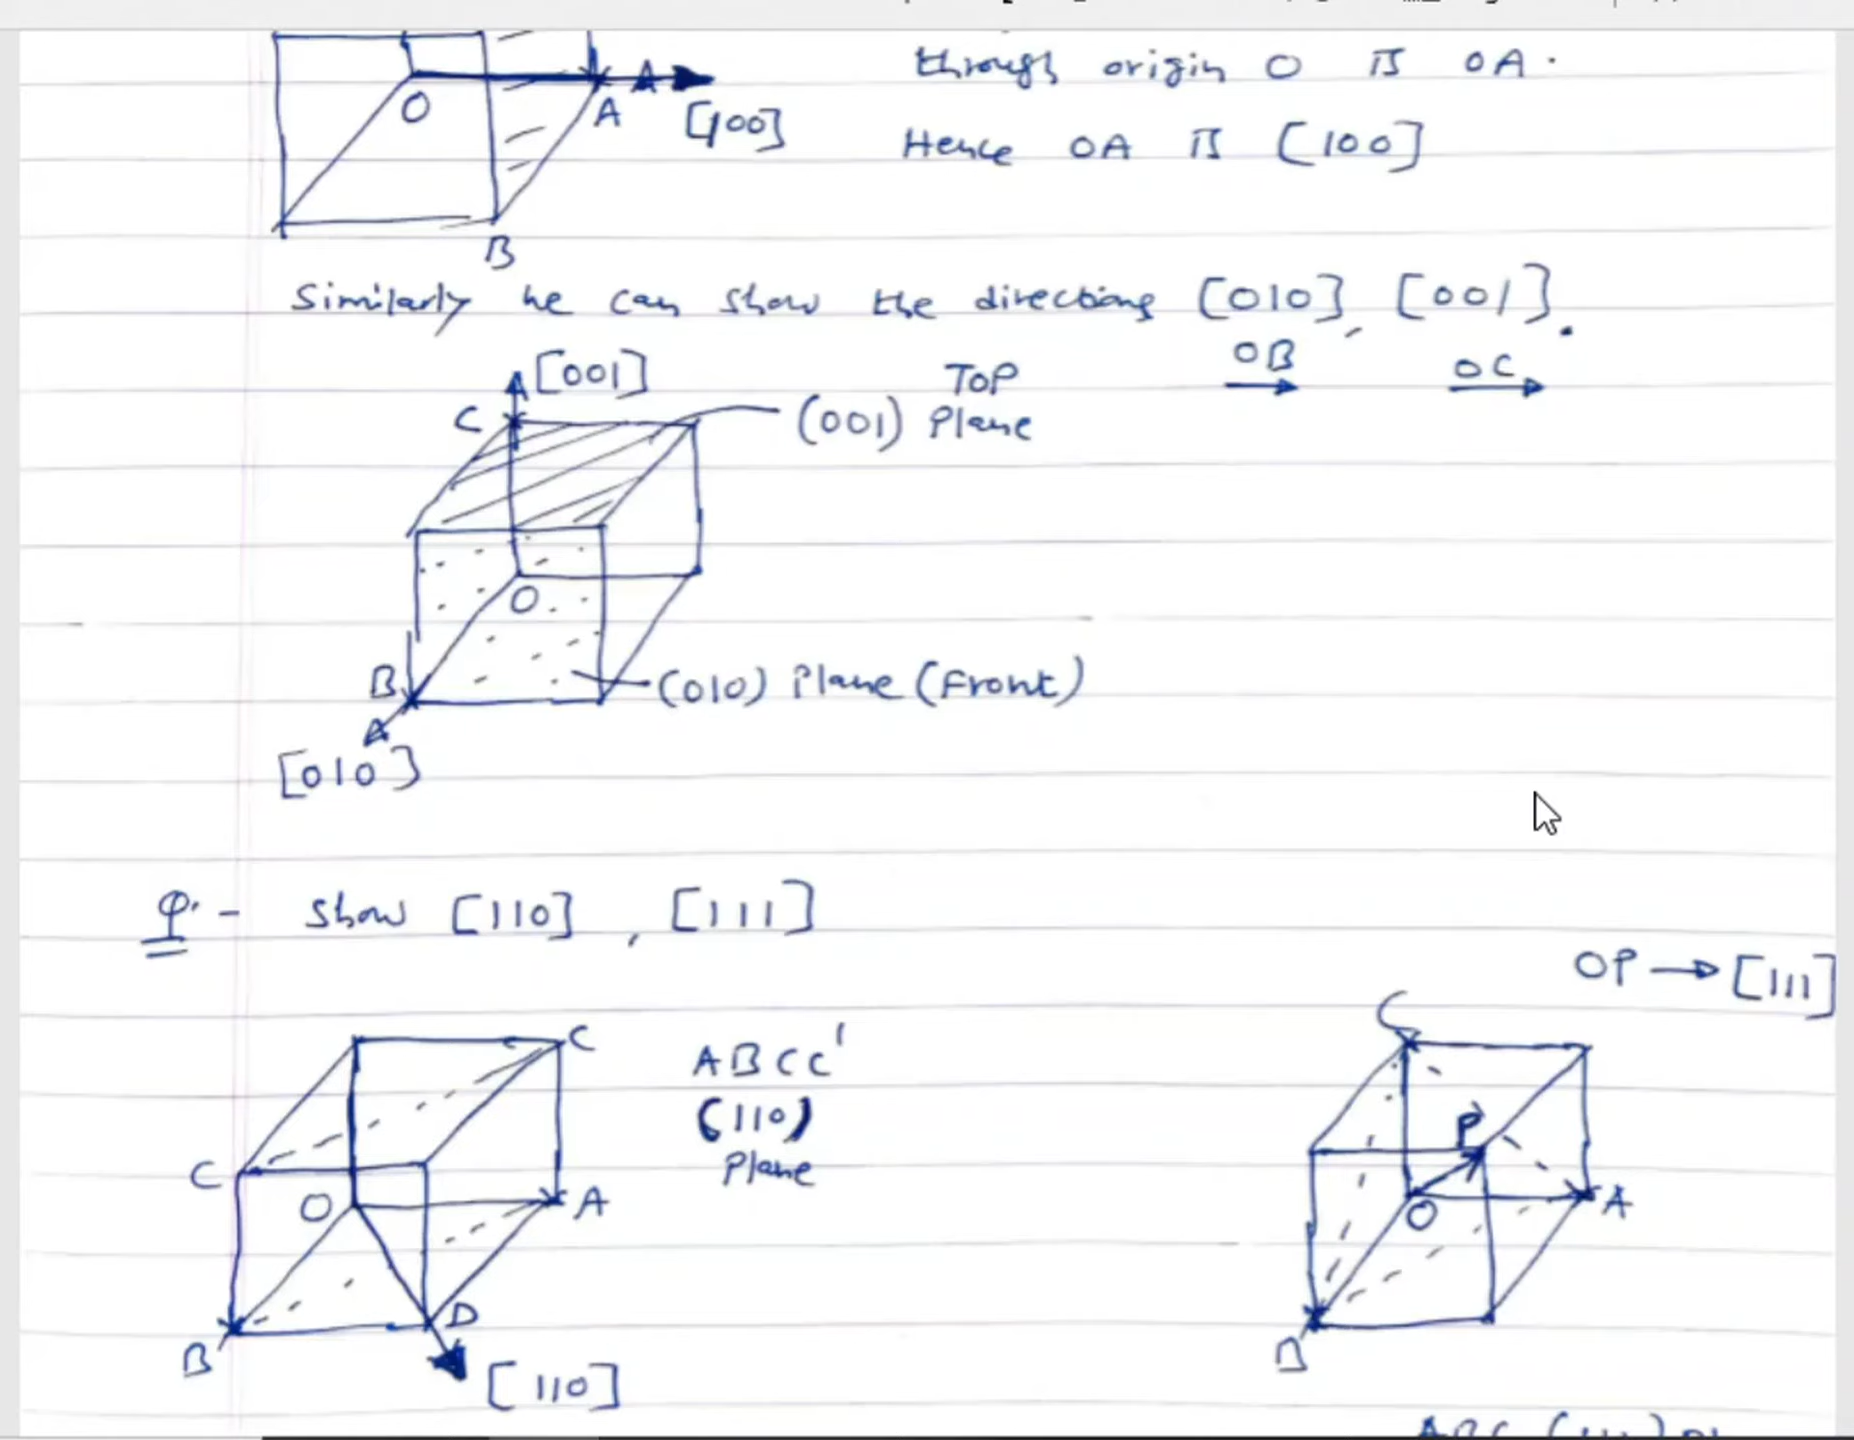 through origin O is OA.
O
A
[100]
Hence OA is [100]
B
Similarly we can show the directions [010], [001].
OB
OC
[001]
TOP
C
(001) Plane
O
B
(010) Plane (Front)
[010]
Q.- Show [110], [111]
OP → [111]
C
A B C C'
(110)
Plane
C
P
C
O
A
O
A
D
B
[110]
B